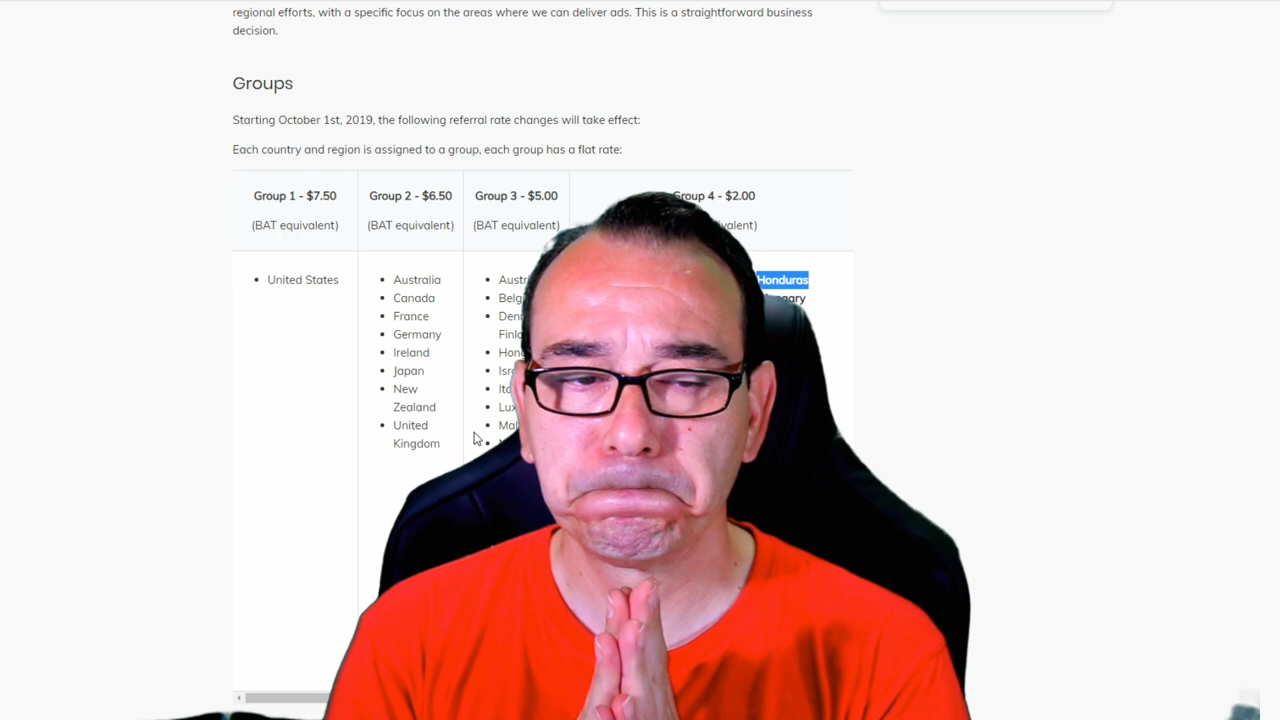 regional efforts, with a specific focus on the areas where we can deliver ads. This is a straightforward business
decision.
Groups
Starting October 1st, 2019, the following referral rate changes will take effect:
Each country and region is assigned to a group, each group has a flat rate:
Group 1 - $7.50
(BAT equivalent)
Group 2 - $6.50
(BAT equivalent)
Group 3 - $5.00
(BAT equivalent)
Group 4 - $2.00
United States
Australia
Canada
France
Germany
Ireland
Japan
New
Zealand
United
Kingdom
Honduras